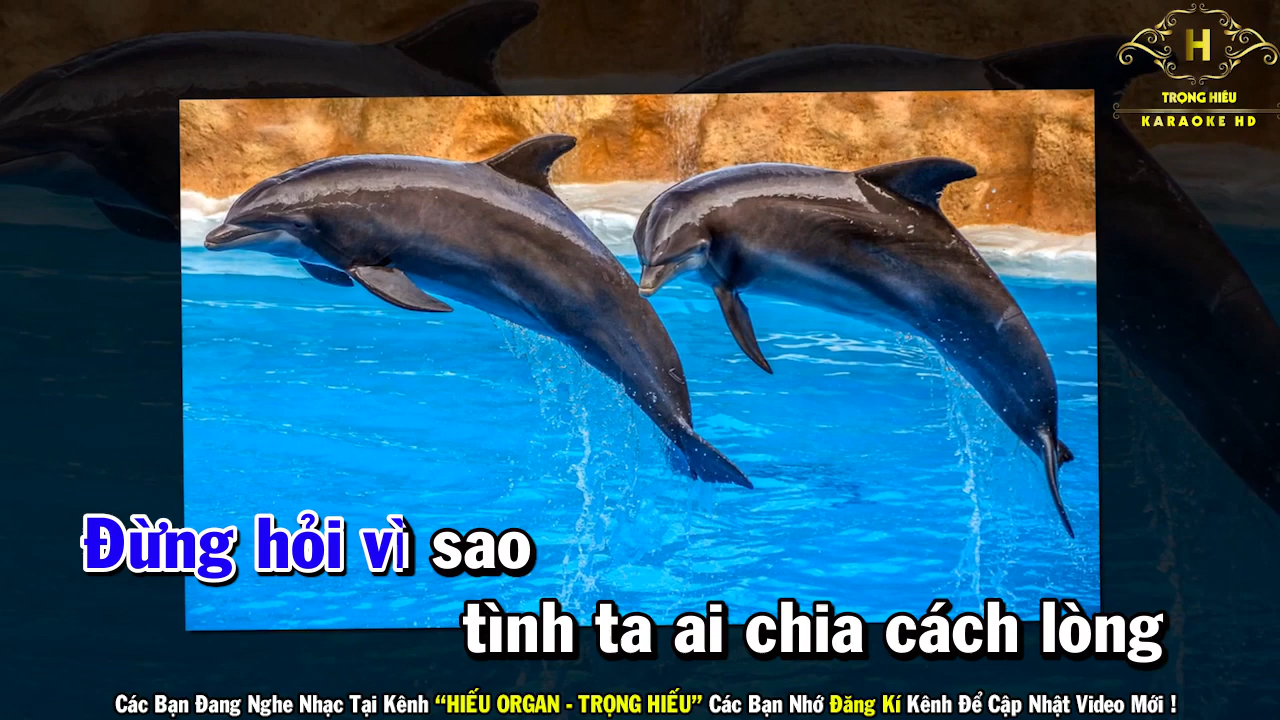 H
TRỌNG HIẾU
KARAOKE HD
Đừng hỏi vì sao
tình ta ai chia cách lòng
Các Bạn Đang Nghe Nhạc Tại Kênh “HIẾU ORGAN - TRỌNG HIẾU” Các Bạn Nhớ Đăng Kí Kênh Để Cập Nhật Video Mới !